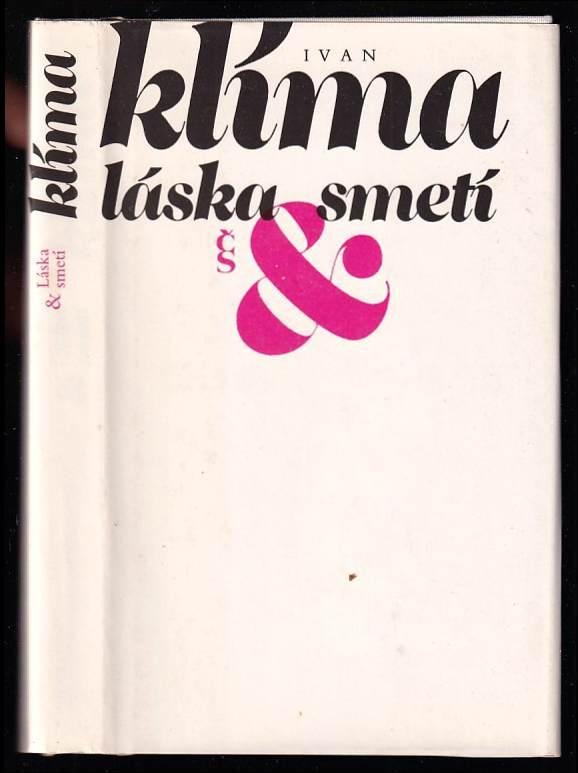 IVAN
klíma
láska & smetí
čs
klíma
Láska
& smetí